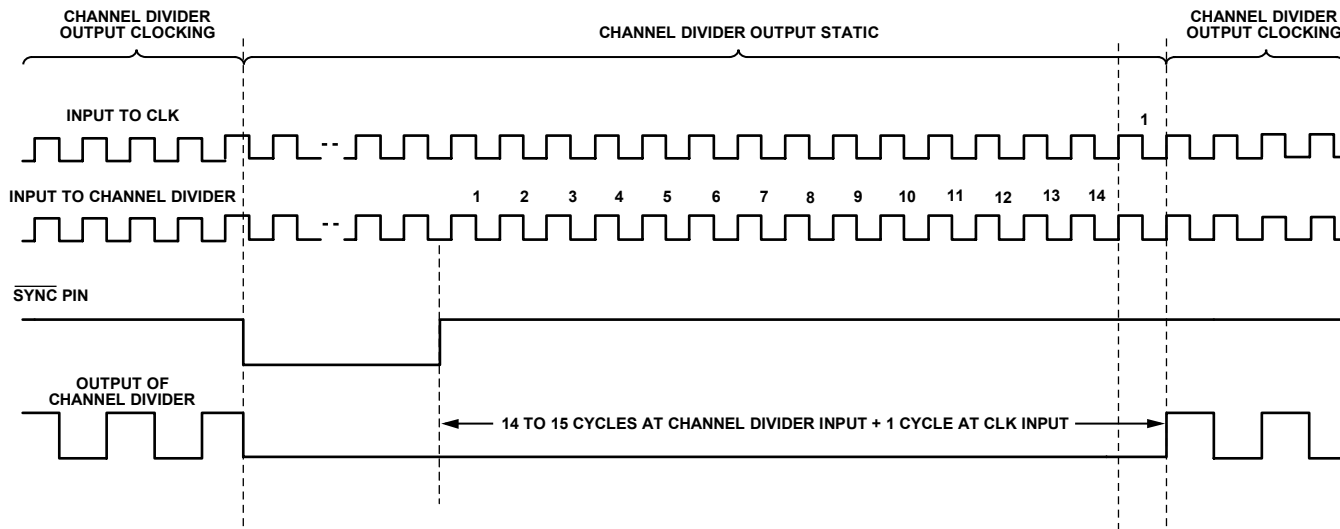 CHANNEL DIVIDER
OUTPUT CLOCKING
CHANNEL DIVIDER OUTPUT STATIC
CHANNEL DIVIDER
OUTPUT CLOCKING
INPUT TO CLK
1
INPUT TO CHANNEL DIVIDER
1 2 3 4 5 6 7 8 9 10 11 12 13 14
SYNC PIN
OUTPUT OF
CHANNEL DIVIDER
14 TO 15 CYCLES AT CHANNEL DIVIDER INPUT + 1 CYCLE AT CLK INPUT